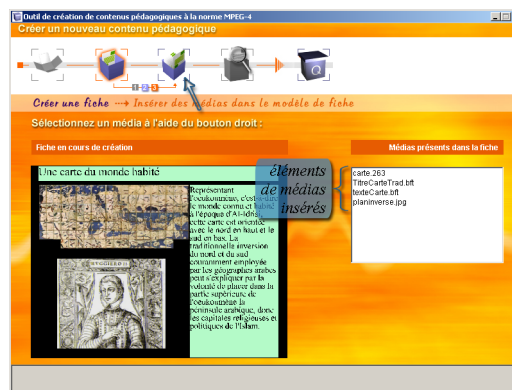 Outil de création de contenus pédagogiques à la norme MPEG-4
Créer un nouveau contenu pédagogique
1 2 3
Q
Créer une fiche ···➔ Insérer des médias dans le modèle de fiche
Sélectionnez un média à l'aide du bouton droit :
Fiche en cours de création
Médias présents dans la fiche
Une carte du monde habité
Représentant
l'oekoumène, c'est-à-dire
le monde connu et habité
à l'époque d'Al-Idrisi,
cette carte est orientée
avec le nord en haut et le
sud en bas. La
traditionnelle inversion
du nord et du sud
couramment employée
par les géographes arabes
peut s'expliquer par la
volonté de placer dans la
partie supérieure de
l'oekoumène la
péninsule arabique, donc
les capitales religieuses et
politiques de l'Islam.
éléments
de médias
insérés
carte.263
TitreCarteTrad.bft
texteCarte.bft
planinverse.jpg